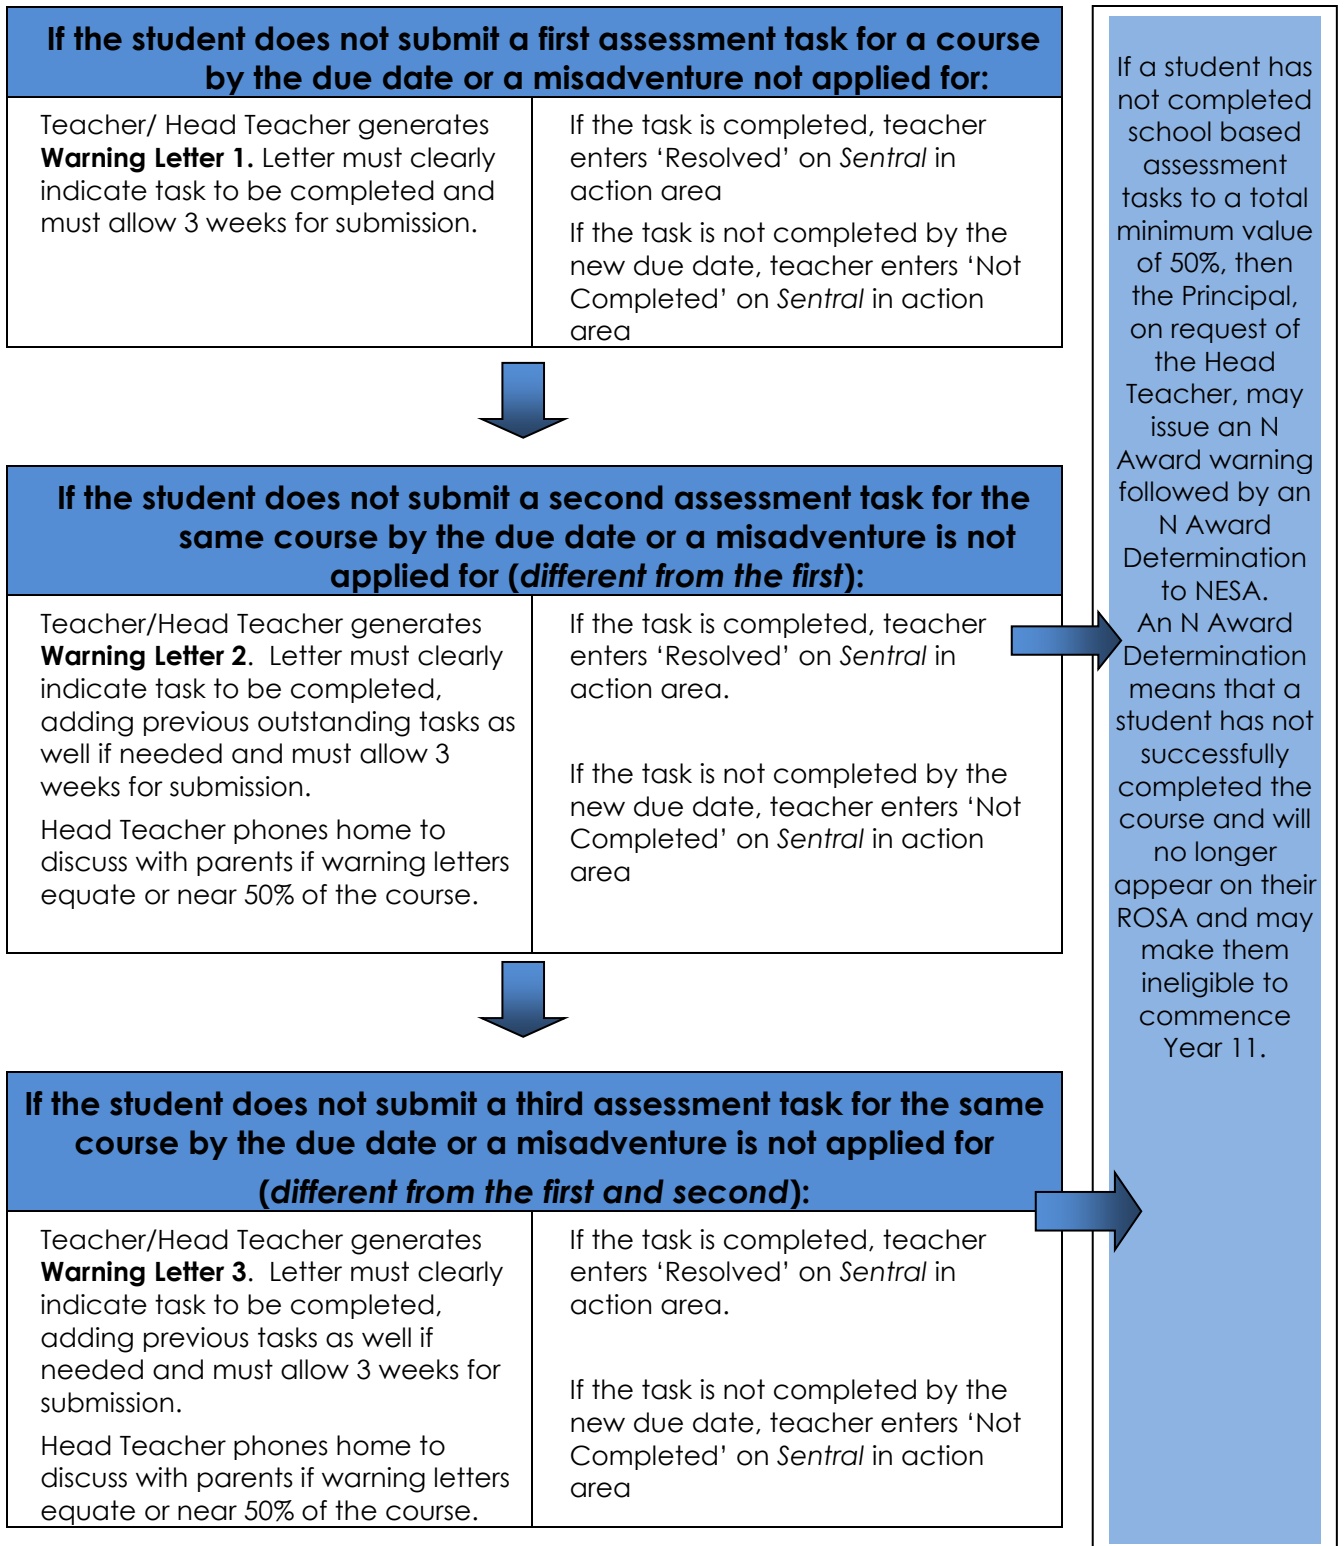 If the student does not submit a first assessment task for a course
by the due date or a misadventure not applied for:
Teacher/ Head Teacher generates
Warning Letter 1. Letter must clearly
indicate task to be completed and
must allow 3 weeks for submission.
If the task is completed, teacher
enters ‘Resolved’ on Sentral in
action area
If the task is not completed by the
new due date, teacher enters ‘Not
Completed’ on Sentral in action
area
If the student does not submit a second assessment task for the
same course by the due date or a misadventure is not
applied for (different from the first):
Teacher/Head Teacher generates
Warning Letter 2.  Letter must clearly
indicate task to be completed,
adding previous outstanding tasks as
well if needed and must allow 3
weeks for submission.
Head Teacher phones home to
discuss with parents if warning letters
equate or near 50% of the course.
If the task is completed, teacher
enters ‘Resolved’ on Sentral in
action area.
If the task is not completed by the
new due date, teacher enters ‘Not
Completed’ on Sentral in action
area
If the student does not submit a third assessment task for the same
course by the due date or a misadventure is not applied for
(different from the first and second):
Teacher/Head Teacher generates
Warning Letter 3.  Letter must clearly
indicate task to be completed,
adding previous tasks as well if
needed and must allow 3 weeks for
submission.
Head Teacher phones home to
discuss with parents if warning letters
equate or near 50% of the course.
If the task is completed, teacher
enters ‘Resolved’ on Sentral in
action area.
If the task is not completed by the
new due date, teacher enters ‘Not
Completed’ on Sentral in action
area
If a student has
not completed
school based
assessment
tasks to a total
minimum value
of 50%, then
the Principal,
on request of
the Head
Teacher, may
issue an N
Award warning
followed by an
N Award
Determination
to NESA.
An N Award
Determination
means that a
student has not
successfully
completed the
course and will
no longer
appear on their
ROSA and may
make them
ineligible to
commence
Year 11.